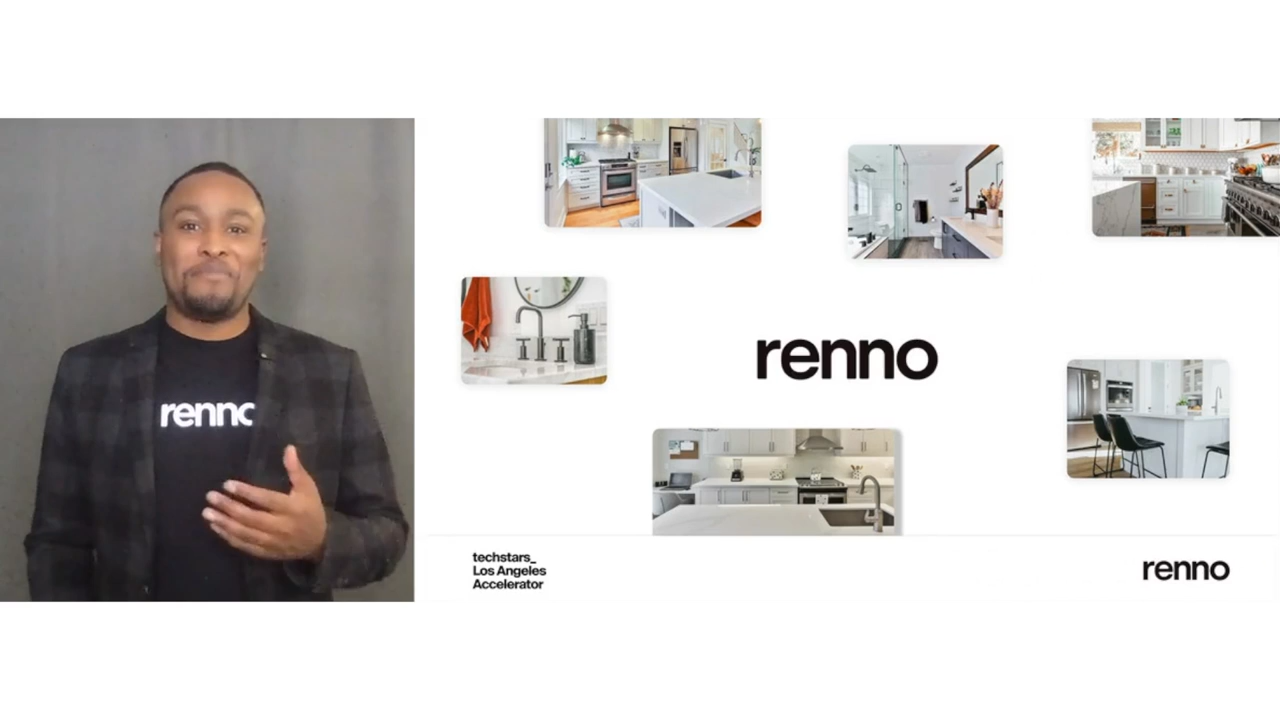 renno
renno
techstars_
Los Angeles
Accelerator
renno